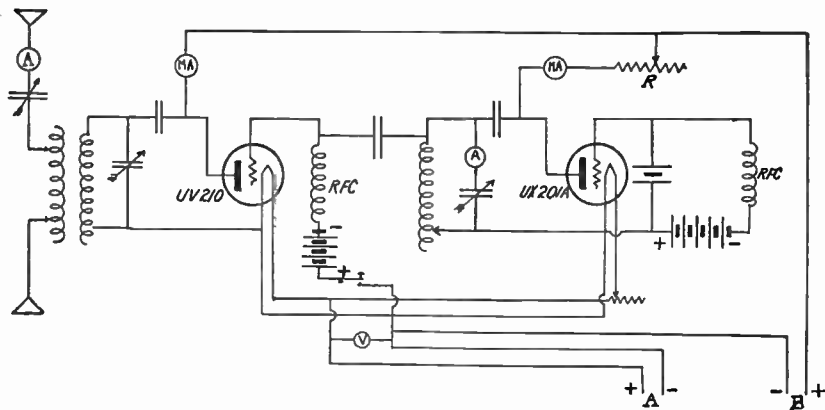 A
MA
MA
R
A
UV210
RFC
UX201A
RFC
-
+
+
-
V
+ A -
- B +